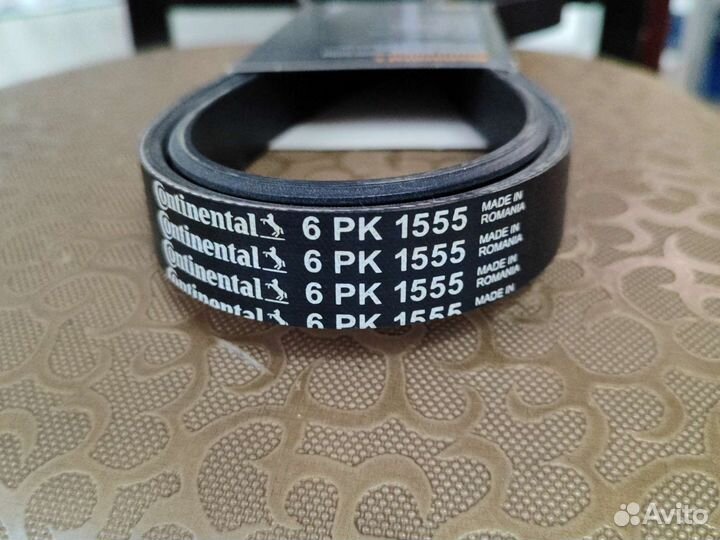 Continental 6 PK 1555 MADE IN ROMANIA
Continental 6 PK 1555 MADE IN ROMANIA
Continental 6 PK 1555 MADE IN ROMANIA
Continental 6 PK 1555 MADE IN
Avito